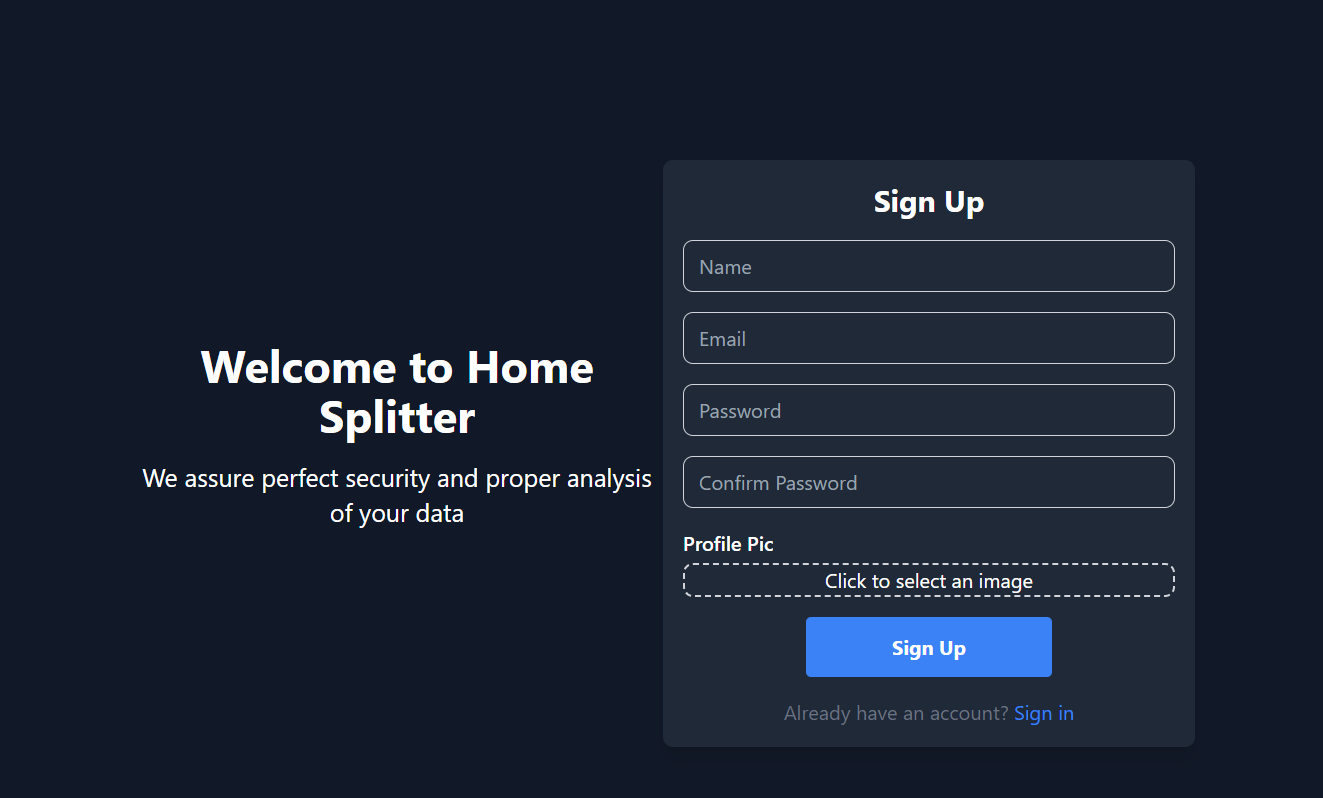 Welcome to Home
Splitter
We assure perfect security and proper analysis
of your data
Sign Up
Name
Email
Password
Confirm Password
Profile Pic
Click to select an image
Sign Up
Already have an account? Sign in